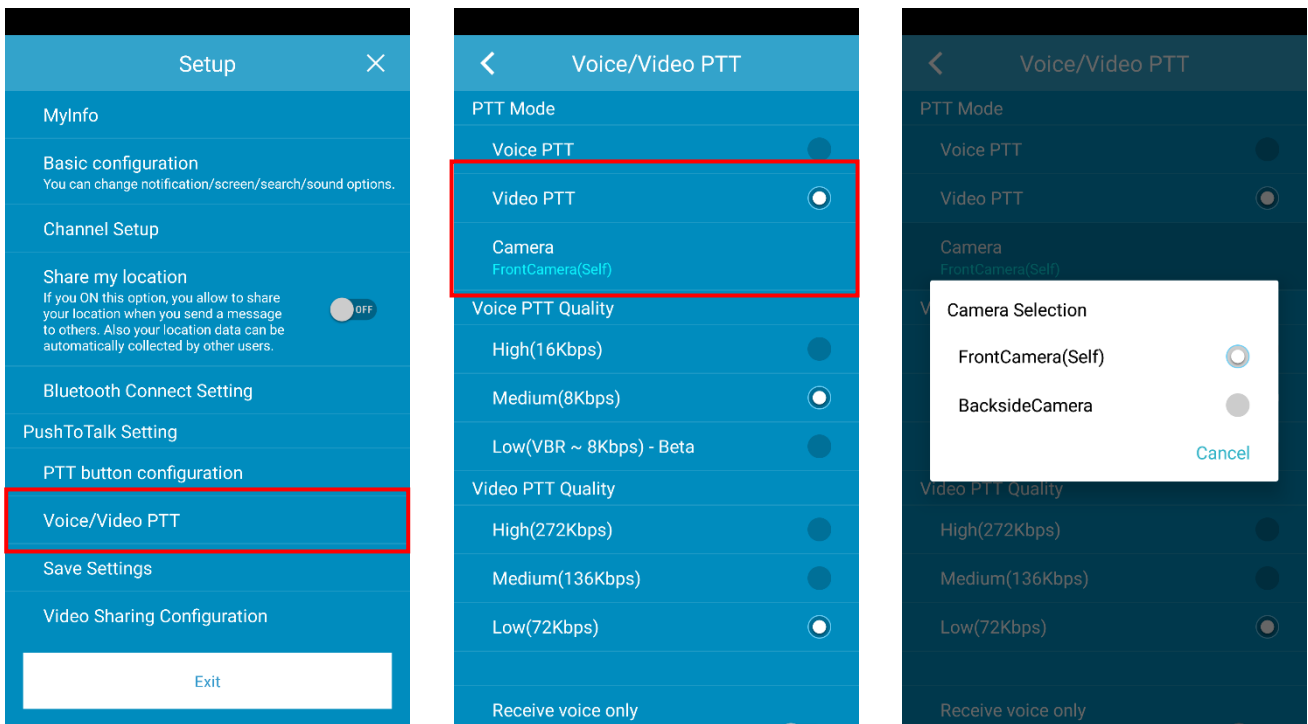 Setup
MyInfo
Basic configuration
You can change notification/screen/search/sound options.
Channel Setup
Share my location
If you ON this option, you allow to share
your location when you send a message
to others. Also your location data can be
automatically collected by other users.
OFF
Bluetooth Connect Setting
PushToTalk Setting
PTT button configuration
Voice/Video PTT
Save Settings
Video Sharing Configuration
Exit
Voice/Video PTT
PTT Mode
Voice PTT
Video PTT
Camera
FrontCamera(Self)
Voice PTT Quality
High(16Kbps)
Medium(8Kbps)
Low(VBR ~ 8Kbps) - Beta
Video PTT Quality
High(272Kbps)
Medium(136Kbps)
Low(72Kbps)
Receive voice only
Voice/Video PTT
PTT Mode
Voice PTT
Video PTT
Camera
FrontCamera(Self)
V
Camera Selection
FrontCamera(Self)
BacksideCamera
Cancel
Video PTT Quality
High(272Kbps)
Medium(136Kbps)
Low(72Kbps)
Receive voice only